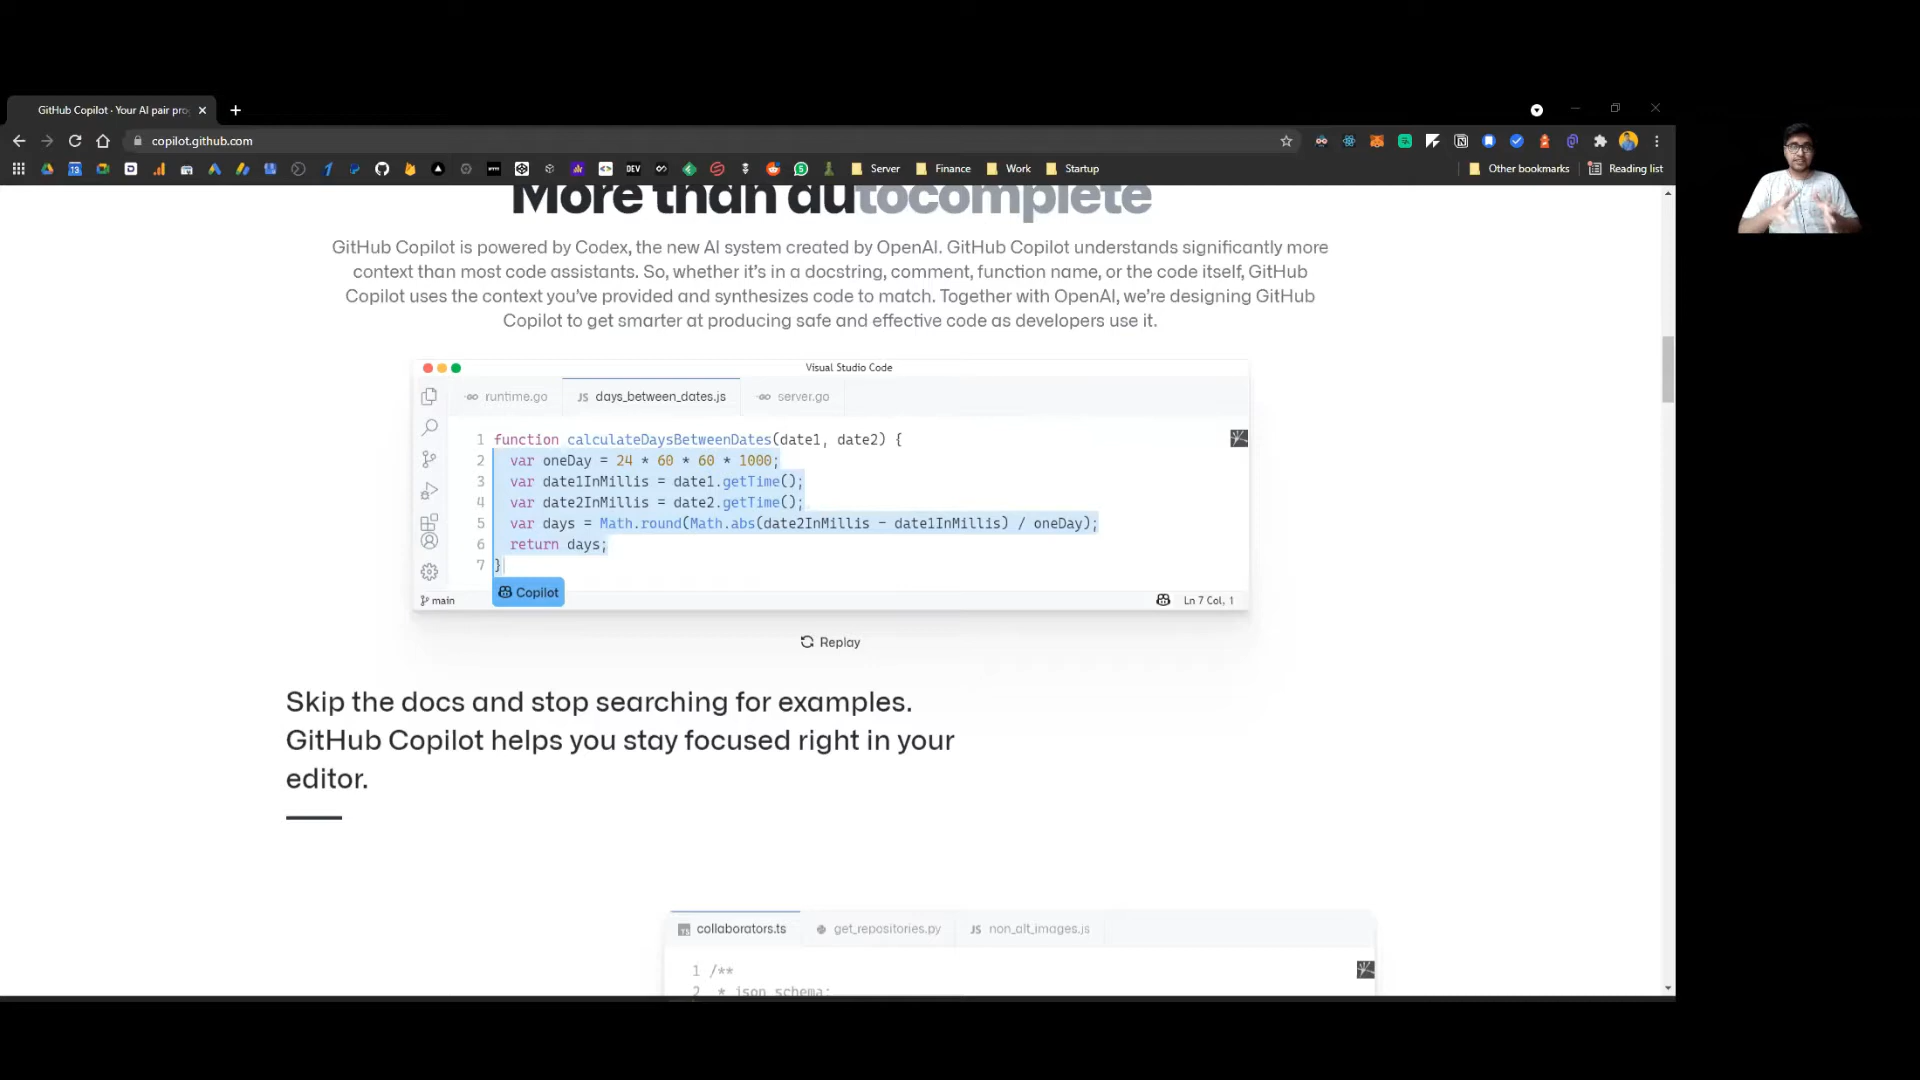 GitHub Copilot · Your AI pair pro
copilot.github.com
Server
Finance
Work
Startup
Other bookmarks
Reading list
More than autocomplete
GitHub Copilot is powered by Codex, the new AI system created by OpenAI. GitHub Copilot understands significantly more
context than most code assistants. So, whether it's in a docstring, comment, function name, or the code itself, GitHub
Copilot uses the context you've provided and synthesizes code to match. Together with OpenAI, we're designing GitHub
Copilot to get smarter at producing safe and effective code as developers use it.
Visual Studio Code
runtime.go
JS days_between_dates.js
server.go
1 function calculateDaysBetweenDates(date1, date2) {
2 var oneDay = 24 * 60 * 60 * 1000;
3 var date1InMillis = date1.getTime();
4 var date2InMillis = date2.getTime();
5 var days = Math.round(Math.abs(date2InMillis - date1InMillis) / oneDay);
6 return days;
7 }
Copilot
main
Ln 7 Col, 1
Replay
Skip the docs and stop searching for examples.
GitHub Copilot helps you stay focused right in your
editor.
TS collaborators.ts
get_repositories.py
JS non_alt_images.js
1 /**
2 * json schema: